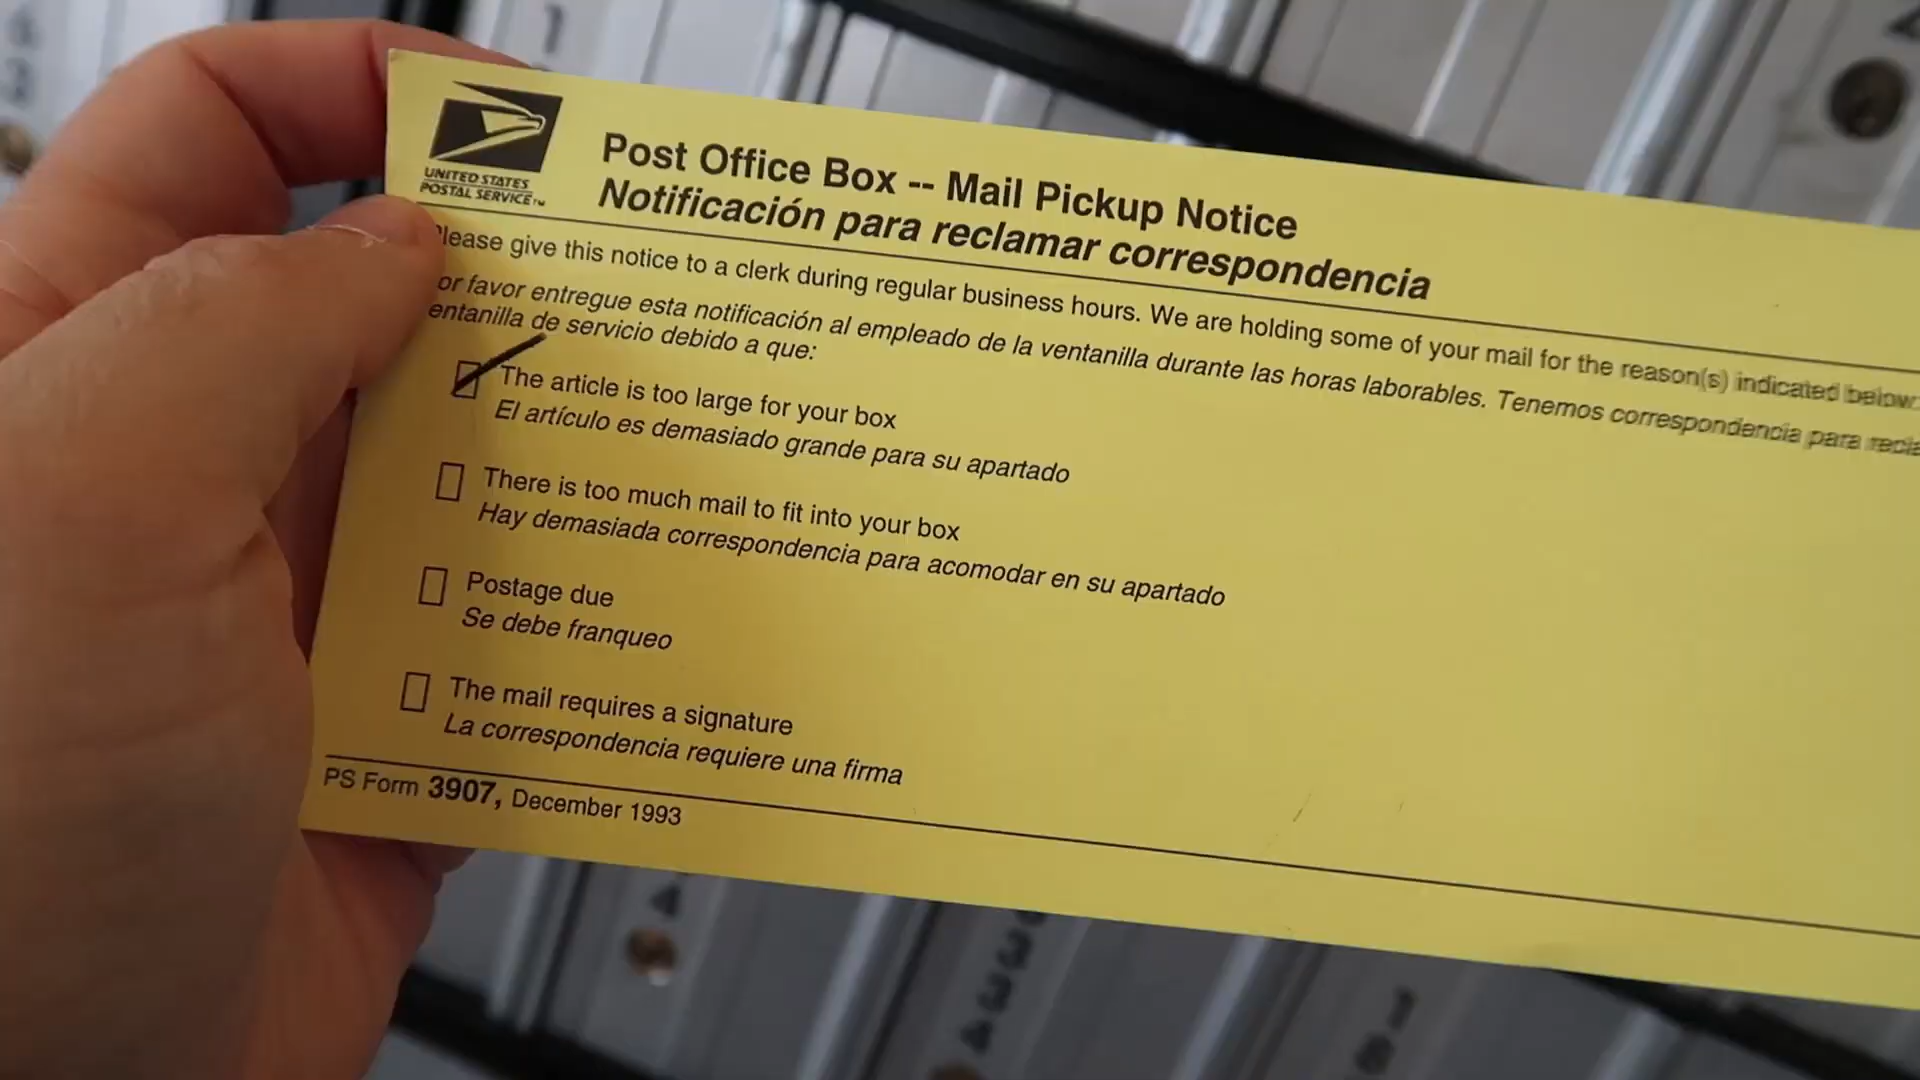 UNITED STATES
POSTAL SERVICE™
Post Office Box -- Mail Pickup Notice
Notificación para reclamar correspondencia
Please give this notice to a clerk during regular business hours. We are holding some of your mail for the reason(s) indicated below:
or favor entregue esta notificación al empleado de la ventanilla durante las horas laborables. Tenemos correspondencia para recla
entanilla de servicio debido a que:
The article is too large for your box
El artículo es demasiado grande para su apartado
There is too much mail to fit into your box
Hay demasiada correspondencia para acomodar en su apartado
Postage due
Se debe franqueo
The mail requires a signature
La correspondencia requiere una firma
PS Form 3907, December 1993